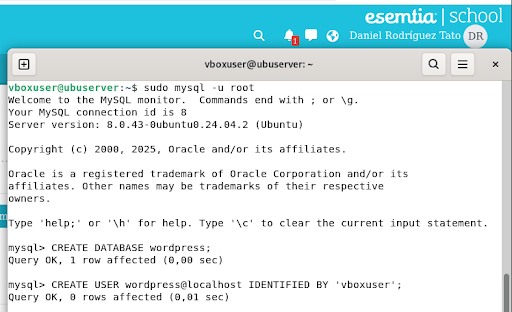 esemtia | school
1
Daniel Rodríguez Tato DR
vboxuser@ubuserver: ~
vboxuser@ubuserver:~$ sudo mysql -u root
Welcome to the MySQL monitor.  Commands end with ; or \g.
Your MySQL connection id is 8
Server version: 8.0.43-0ubuntu0.24.04.2 (Ubuntu)
Copyright (c) 2000, 2025, Oracle and/or its affiliates.
Oracle is a registered trademark of Oracle Corporation and/or its
affiliates. Other names may be trademarks of their respective
owners.
Type 'help;' or '\h' for help. Type '\c' to clear the current input statement.
mysql> CREATE DATABASE wordpress;
Query OK, 1 row affected (0,00 sec)
mysql> CREATE USER wordpress@localhost IDENTIFIED BY 'vboxuser';
Query OK, 0 rows affected (0,01 sec)